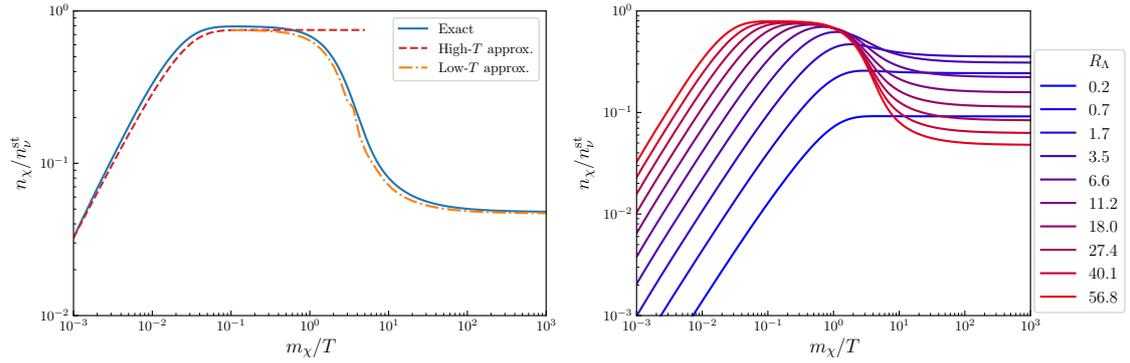 10^0
10^{-1}
10^{-2}
n_χ/n_ν^{st}
Exact
High-T approx.
Low-T approx.
10^{-3} 10^{-2} 10^{-1} 10^0 10^1 10^2 10^3
m_χ/T
10^0
10^{-1}
10^{-2}
10^{-3}
n_χ/n_ν^{st}
10^{-3} 10^{-2} 10^{-1} 10^0 10^1 10^2 10^3
m_χ/T
R_Λ
0.2
0.7
1.7
3.5
6.6
11.2
18.0
27.4
40.1
56.8